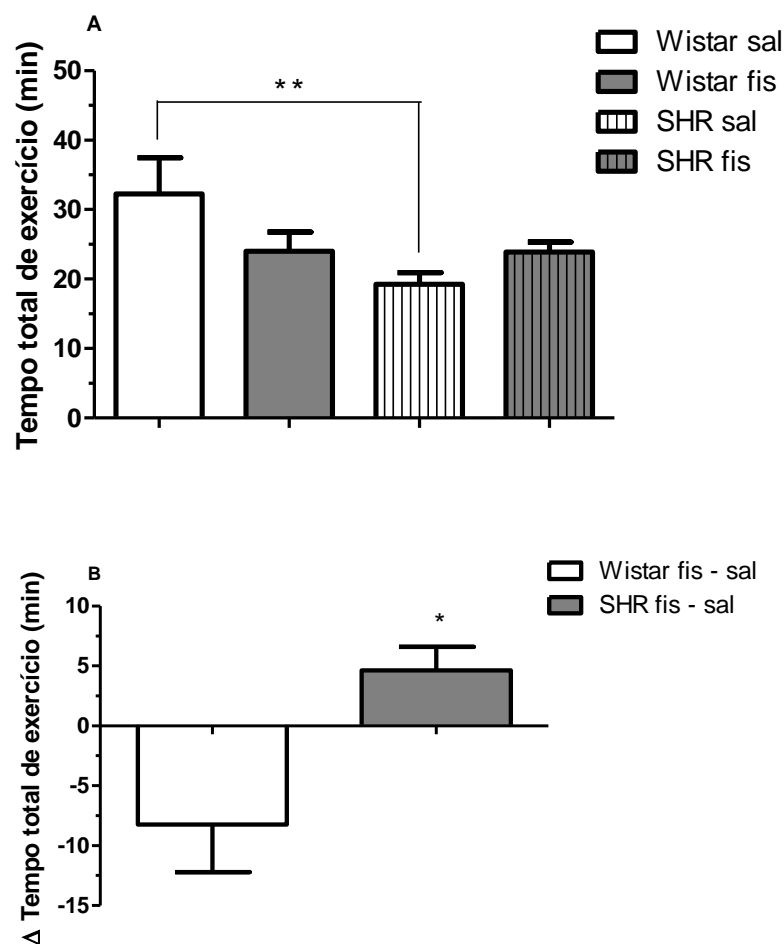 A
Wistar sal
Wistar fis
SHR sal
SHR fis
Tempo total de exercício (min)
50
40
30
20
10
0
**
B
Wistar fis - sal
SHR fis - sal
Δ Tempo total de exercício (min)
10
5
0
-5
-10
-15
*